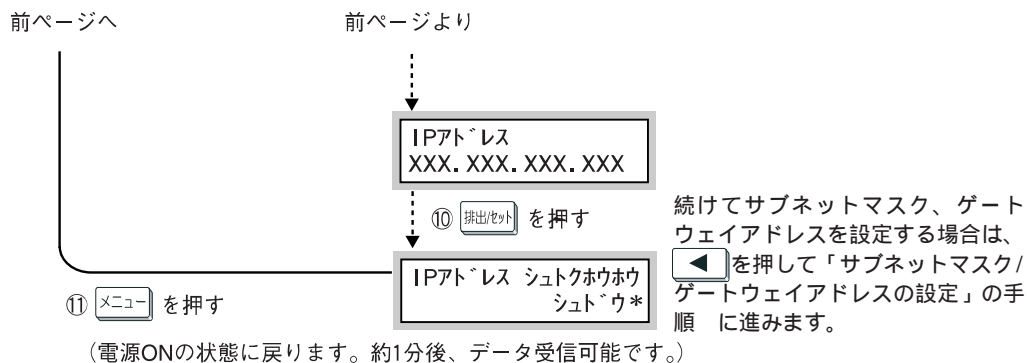 前ページへ
前ページより
IPアドレス
XXX. XXX. XXX. XXX
⑩ 排出/セット を押す
IPアドレス シュトクホウホウ
シュドウ*
続けてサブネットマスク、ゲート
ウェイアドレスを設定する場合は、
◀ を押して「サブネットマスク/
ゲートウェイアドレスの設定」の手
順 に進みます。
⑪ メニュー を押す
（電源ONの状態に戻ります。約1分後、データ受信可能です。）